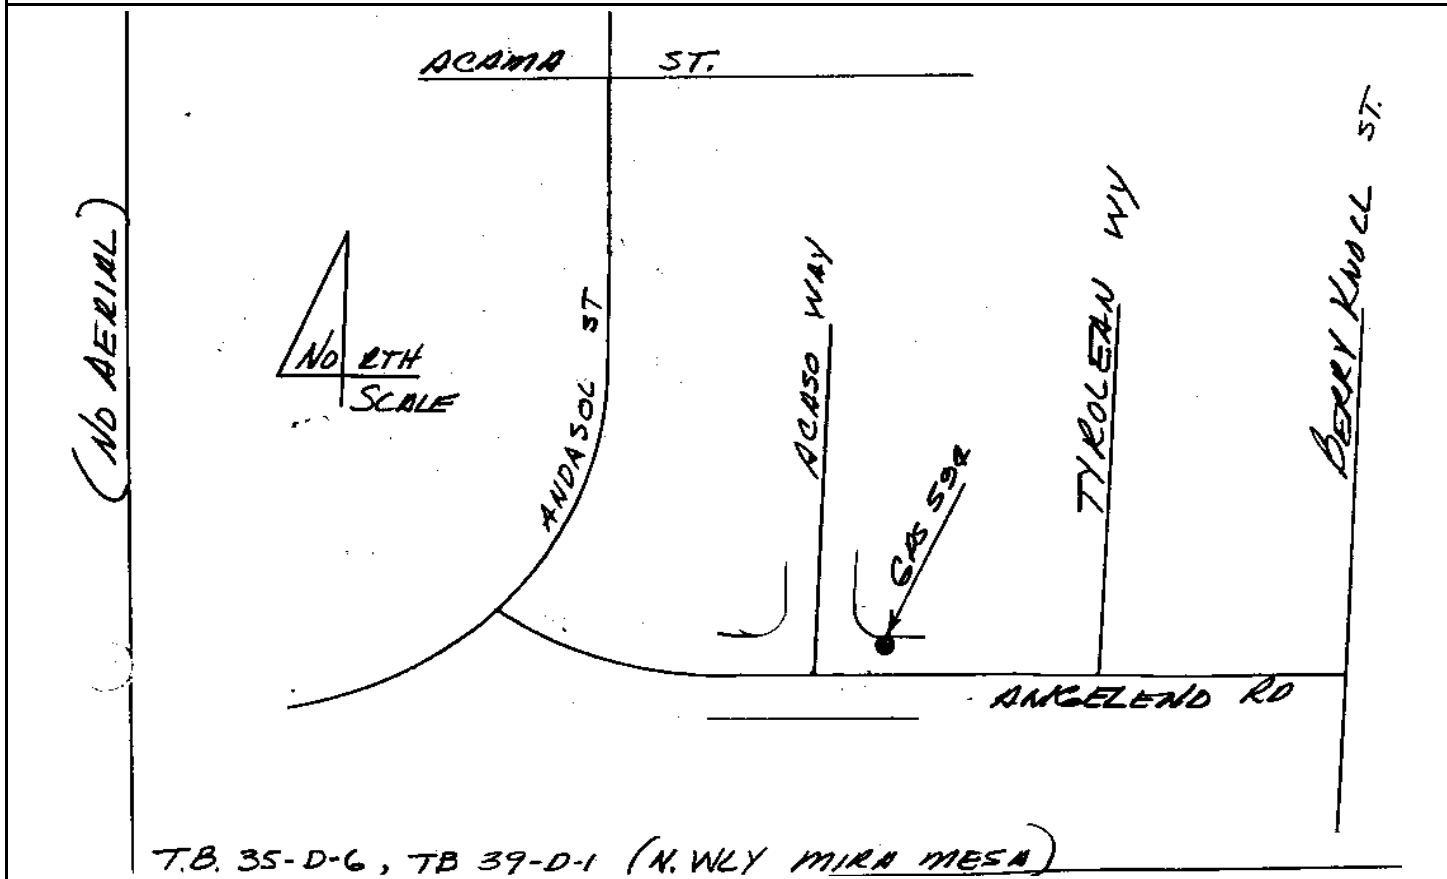 ACAMA ST.
(NO AERIAL)
NORTH
SCALE
ANDASOL ST
ACASO WAY
GAS 592
TYROLEAN WY
BERRY KNOLL ST.
ANGELENO RD
T.B. 35-D-6, TB 39-D-1 (N. WLY MIRA MESA)